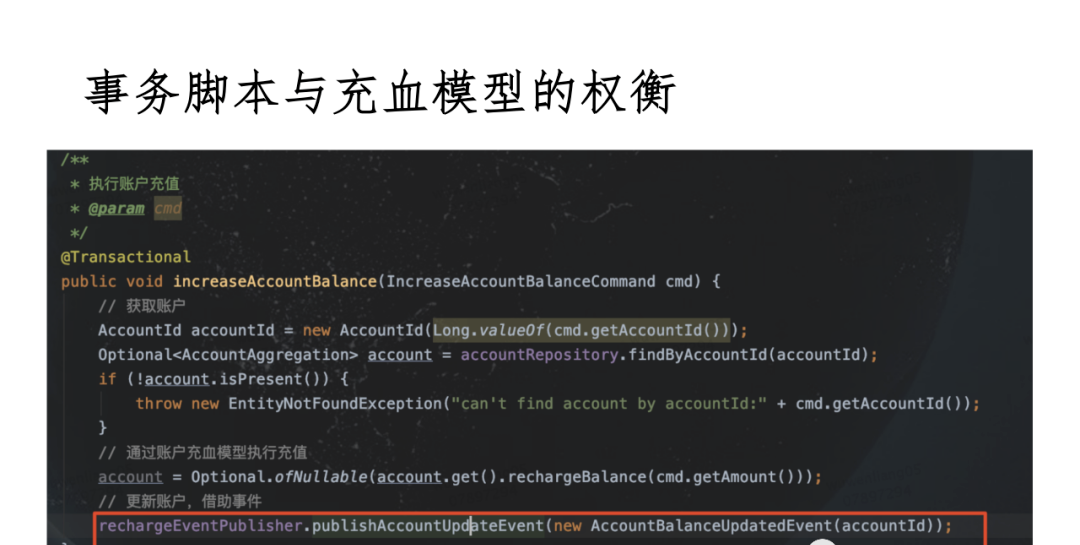 事务脚本与充血模型的权衡
/**
 * 执行账户充值
 * @param cmd
 */
@Transactional
public void increaseAccountBalance(IncreaseAccountBalanceCommand cmd) {
// 获取账户
AccountId accountId = new AccountId(Long.valueOf(cmd.getAccountId()));
Optional<AccountAggregation> account = accountRepository.findByAccountId(accountId);
if (!account.isPresent()) {
throw new EntityNotFoundException("can't find account by accountId:" + cmd.getAccountId());
}
// 通过账户充血模型执行充值
account = Optional.ofNullable(account.get().rechargeBalance(cmd.getAmount()));
// 更新账户，借助事件
rechargeEventPublisher.publishAccountUpdateEvent(new AccountBalanceUpdatedEvent(accountId));